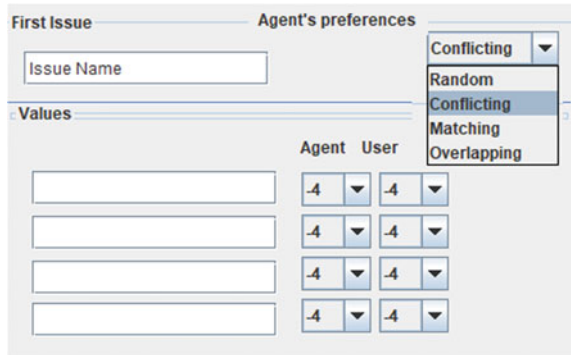 First Issue
Agent's preferences
Issue Name
Conflicting
Random
Conflicting
Matching
Overlapping
Values
Agent User
-4 -4
-4 -4
-4 -4
-4 -4